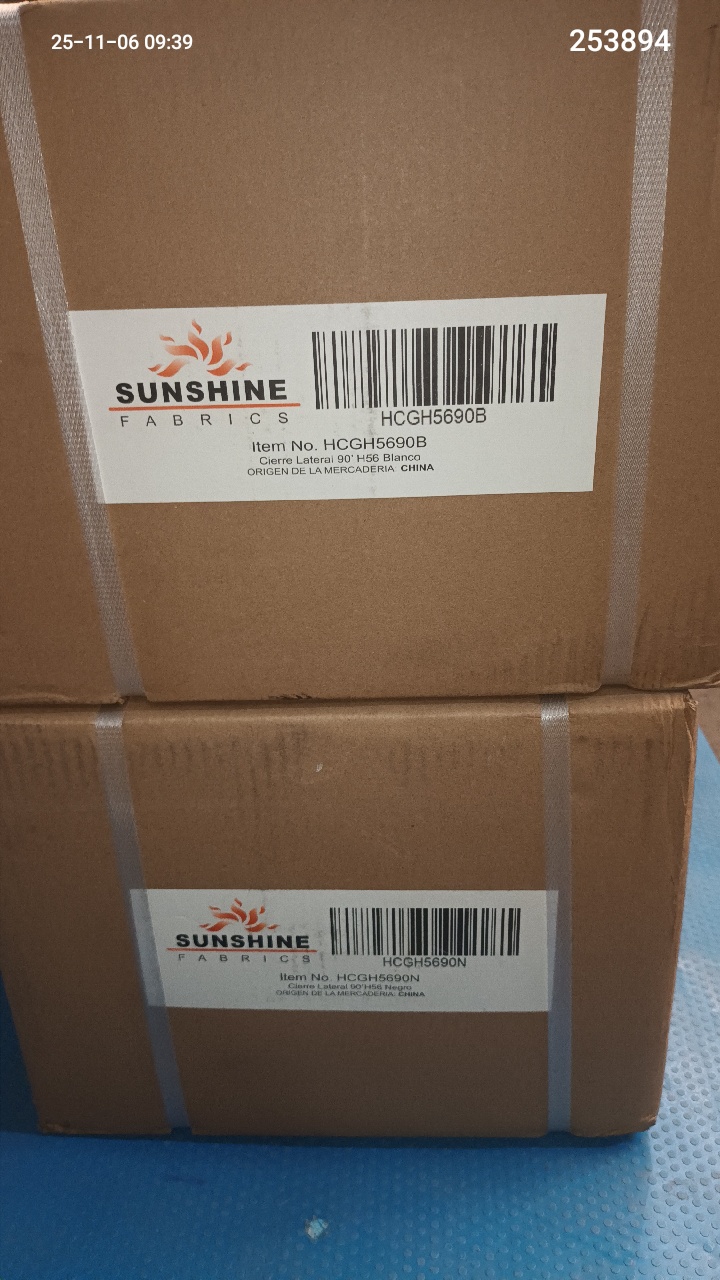 25-11-06 09:39
253894
SUNSHINE
FABRICS
HCGH5690B
Item No. HCGH5690B
Cierre Lateral 90' H56 Blanco
ORIGEN DE LA MERCADERIA: CHINA
SUNSHINE
FABRICS
HCGH5690N
Item No. HCGH5690N
Cierre Lateral 90'H56 Negro
ORIGEN DE LA MERCADERIA: CHINA